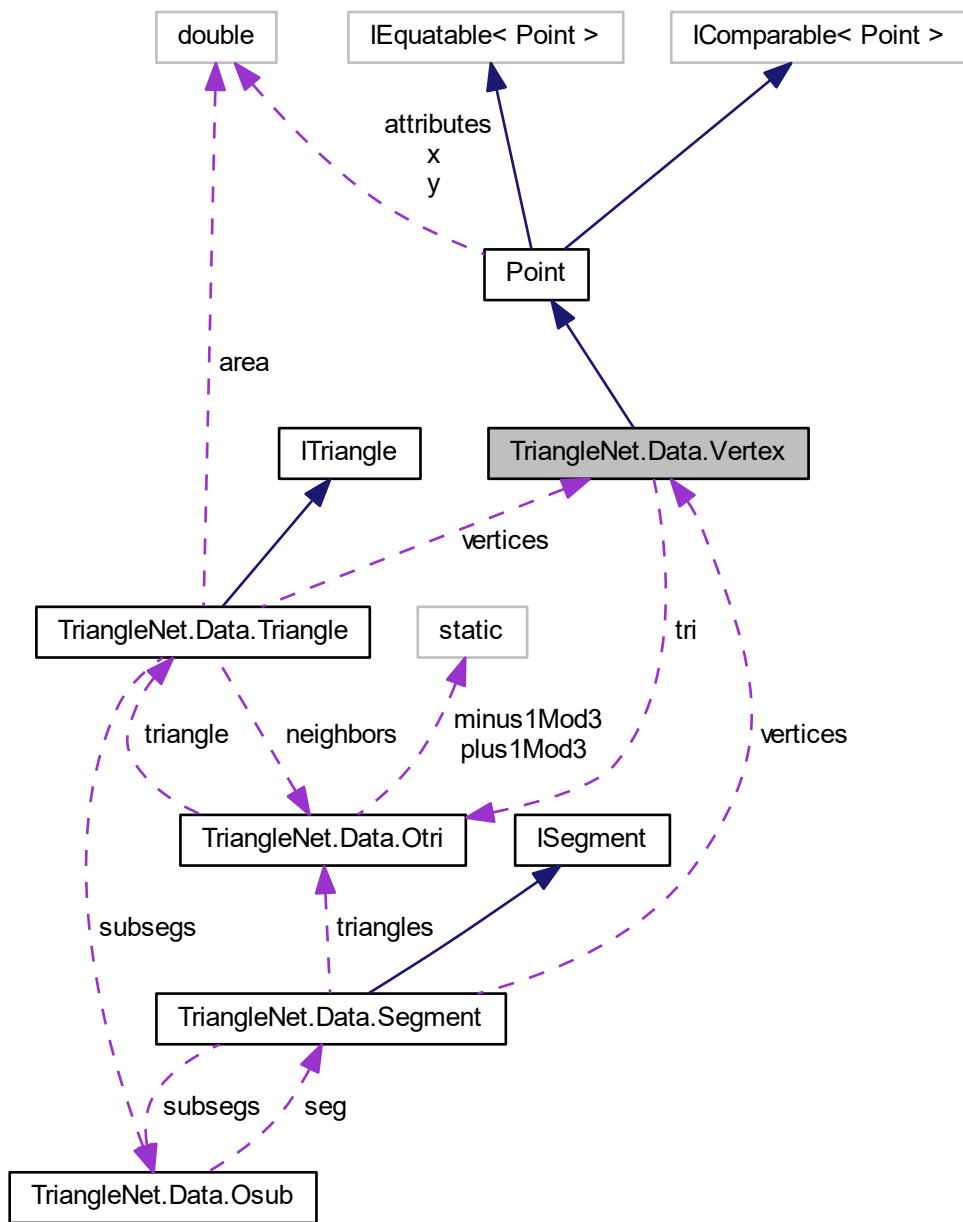 double
IEquatable< Point >
IComparable< Point >
attributes
x
y
Point
area
ITriangle
TriangleNet.Data.Vertex
vertices
TriangleNet.Data.Triangle
static
tri
triangle
neighbors
minus1Mod3
plus1Mod3
vertices
TriangleNet.Data.Otri
ISegment
subsegs
triangles
TriangleNet.Data.Segment
subsegs
seg
TriangleNet.Data.Osub